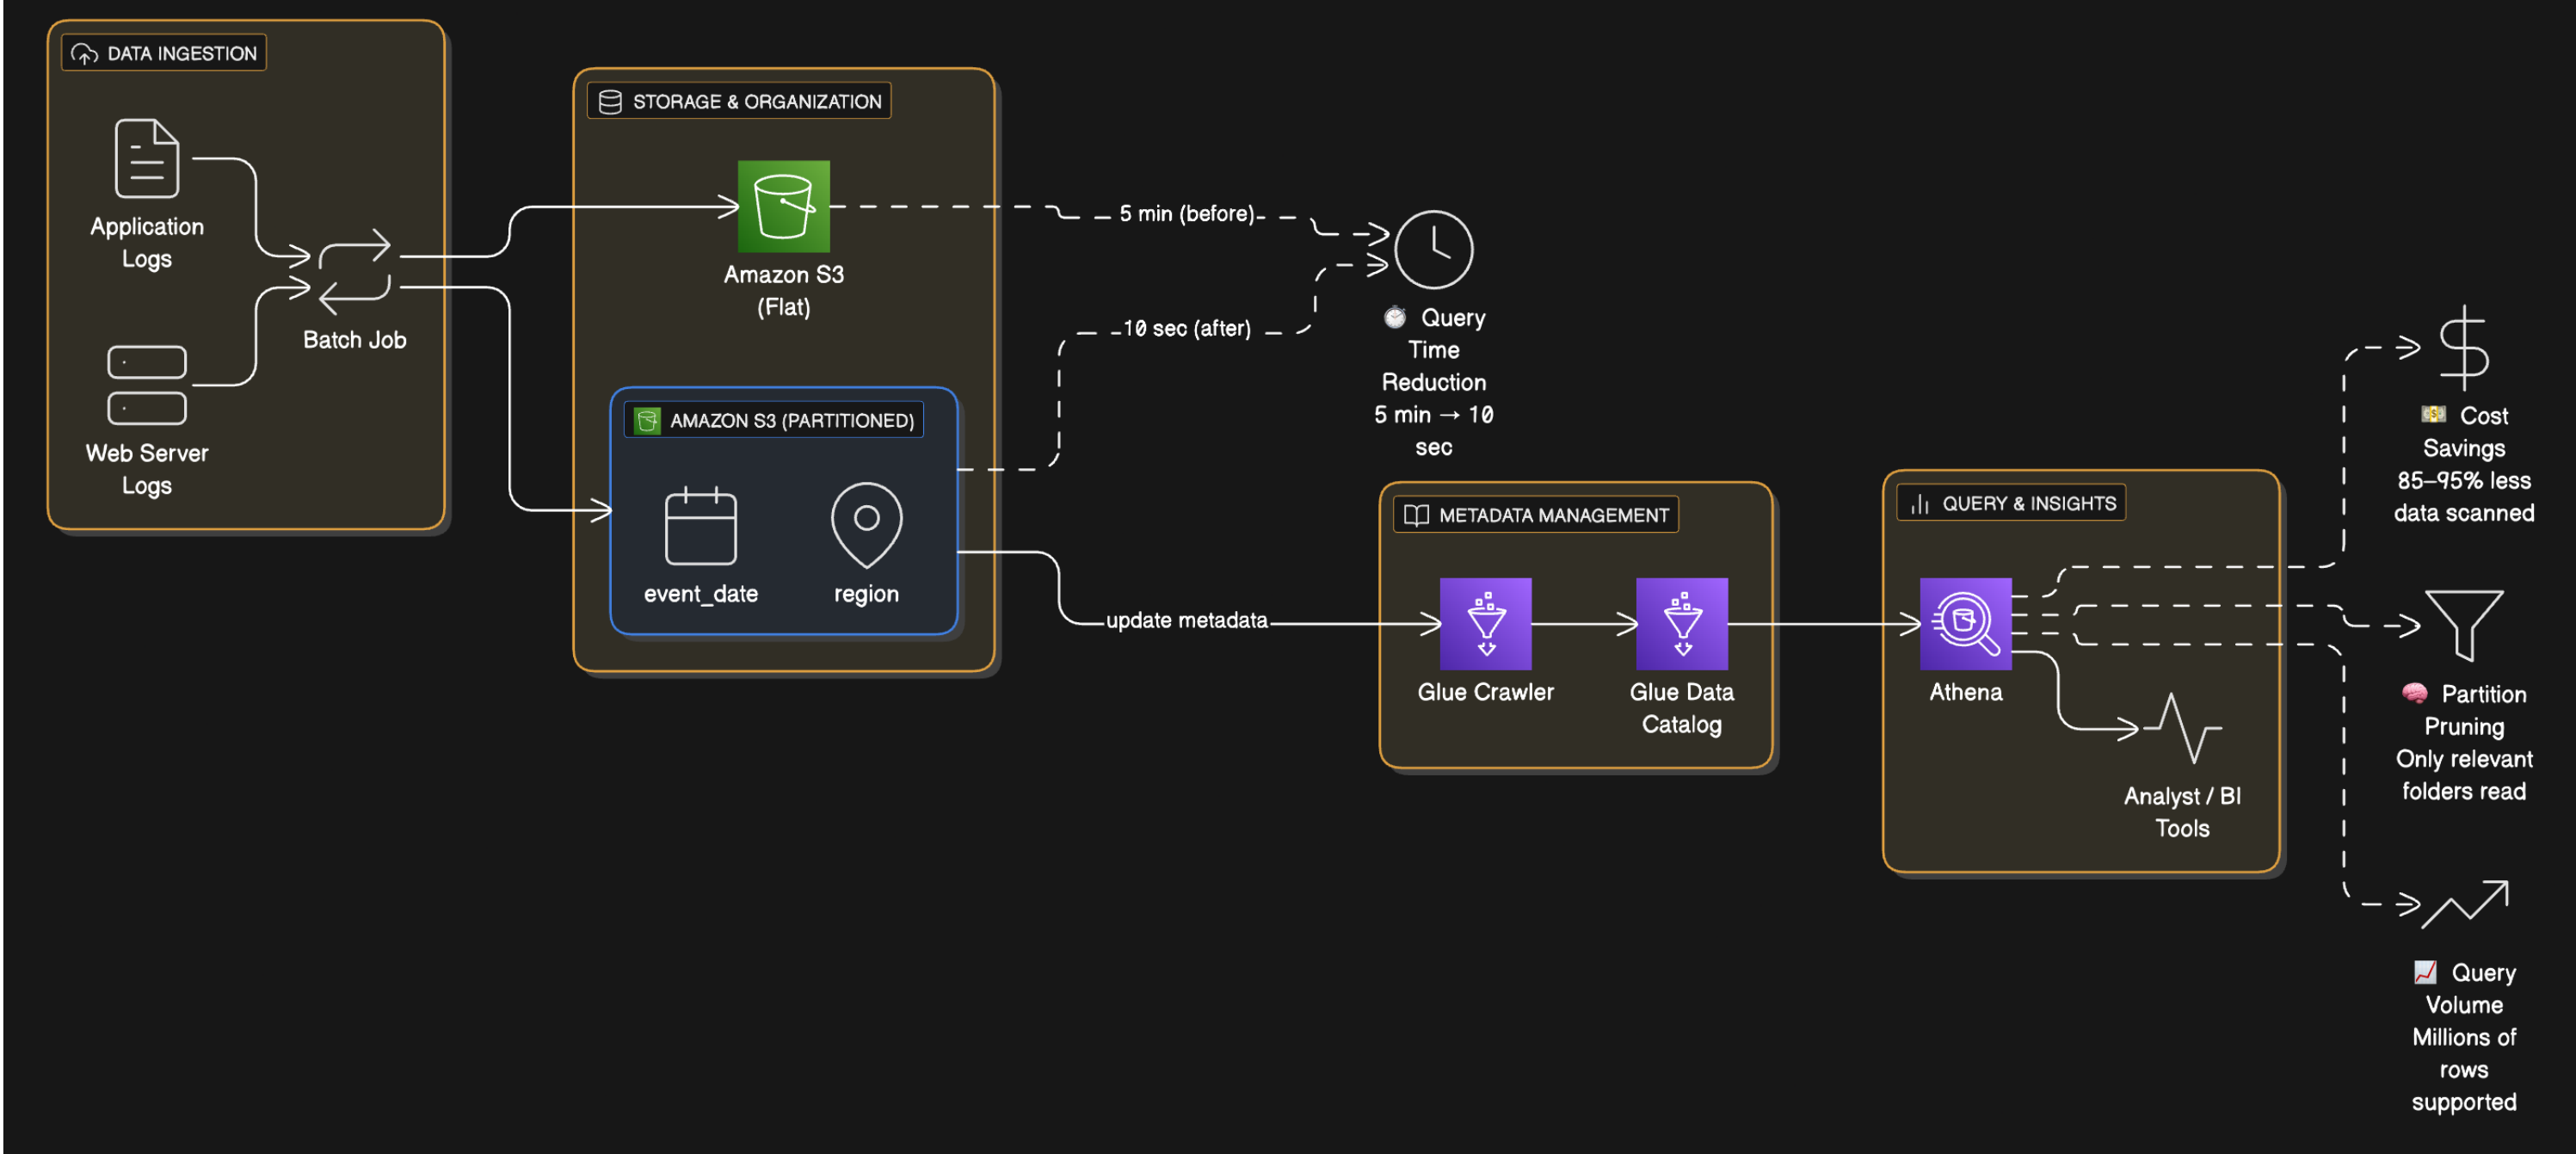 DATA INGESTION
Application
Logs
Web Server
Logs
Batch Job
STORAGE & ORGANIZATION
Amazon S3
(Flat)
AMAZON S3 (PARTITIONED)
event_date
region
5 min (before)
10 sec (after)
⏱️ Query
Time
Reduction
5 min → 10
sec
update metadata
METADATA MANAGEMENT
Glue Crawler
Glue Data
Catalog
QUERY & INSIGHTS
Athena
Analyst / BI
Tools
💵 Cost
Savings
85–95% less
data scanned
🧠 Partition
Pruning
Only relevant
folders read
📈 Query
Volume
Millions of
rows
supported